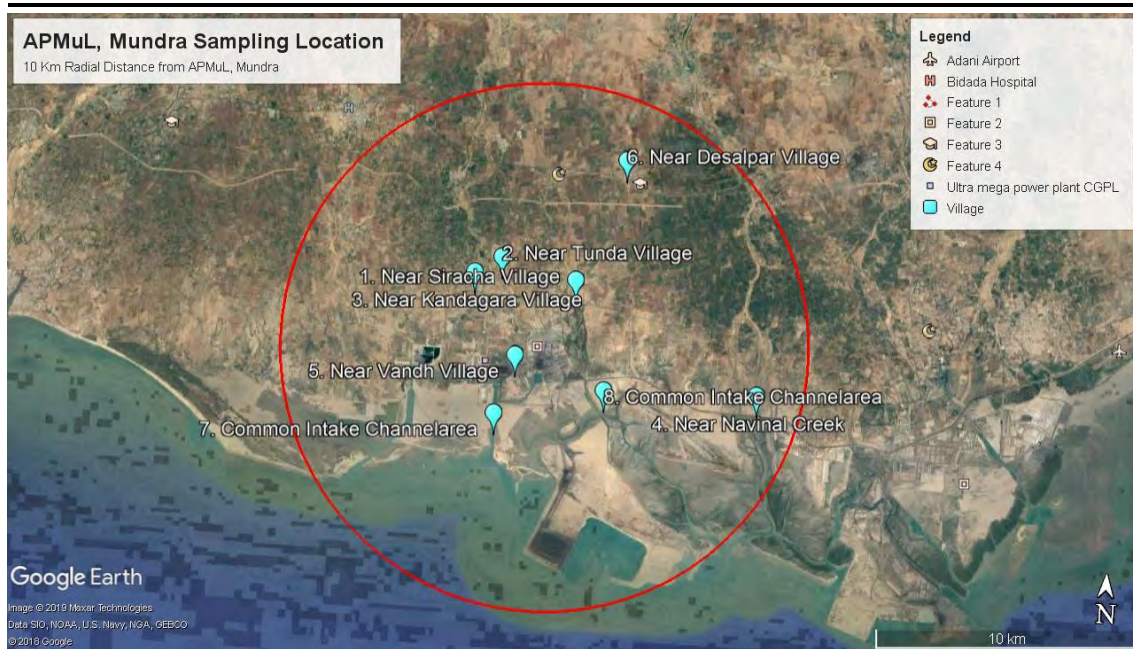 APMuL, Mundra Sampling Location
10 Km Radial Distance from APMuL, Mundra
Legend
Adani Airport
Bidada Hospital
Feature 1
Feature 2
Feature 3
Feature 4
Ultra mega power plant CGPL
Village
6. Near Desalpar Village
2. Near Tunda Village
1. Near Siracha Village
3. Near Kandagara Village
5. Near Vandh Village
8. Common Intake Channelarea
7. Common Intake Channelarea
4. Near Navinal Creek
Google Earth
Image © 2019 Maxar Technologies
Data SIO, NOAA, U.S. Navy, NGA, GEBCO
© 2018 Google
N
10 km